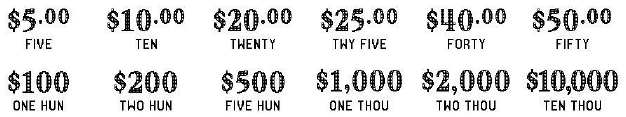 $5.00 $10.00 $20.00 $25.00 $40.00 $50.00
FIVE TEN TWENTY TWY FIVE FORTY FIFTY
$100 $200 $500 $1,000 $2,000 $10,000
ONE HUN TWO HUN FIVE HUN ONE THOU TWO THOU TEN THOU